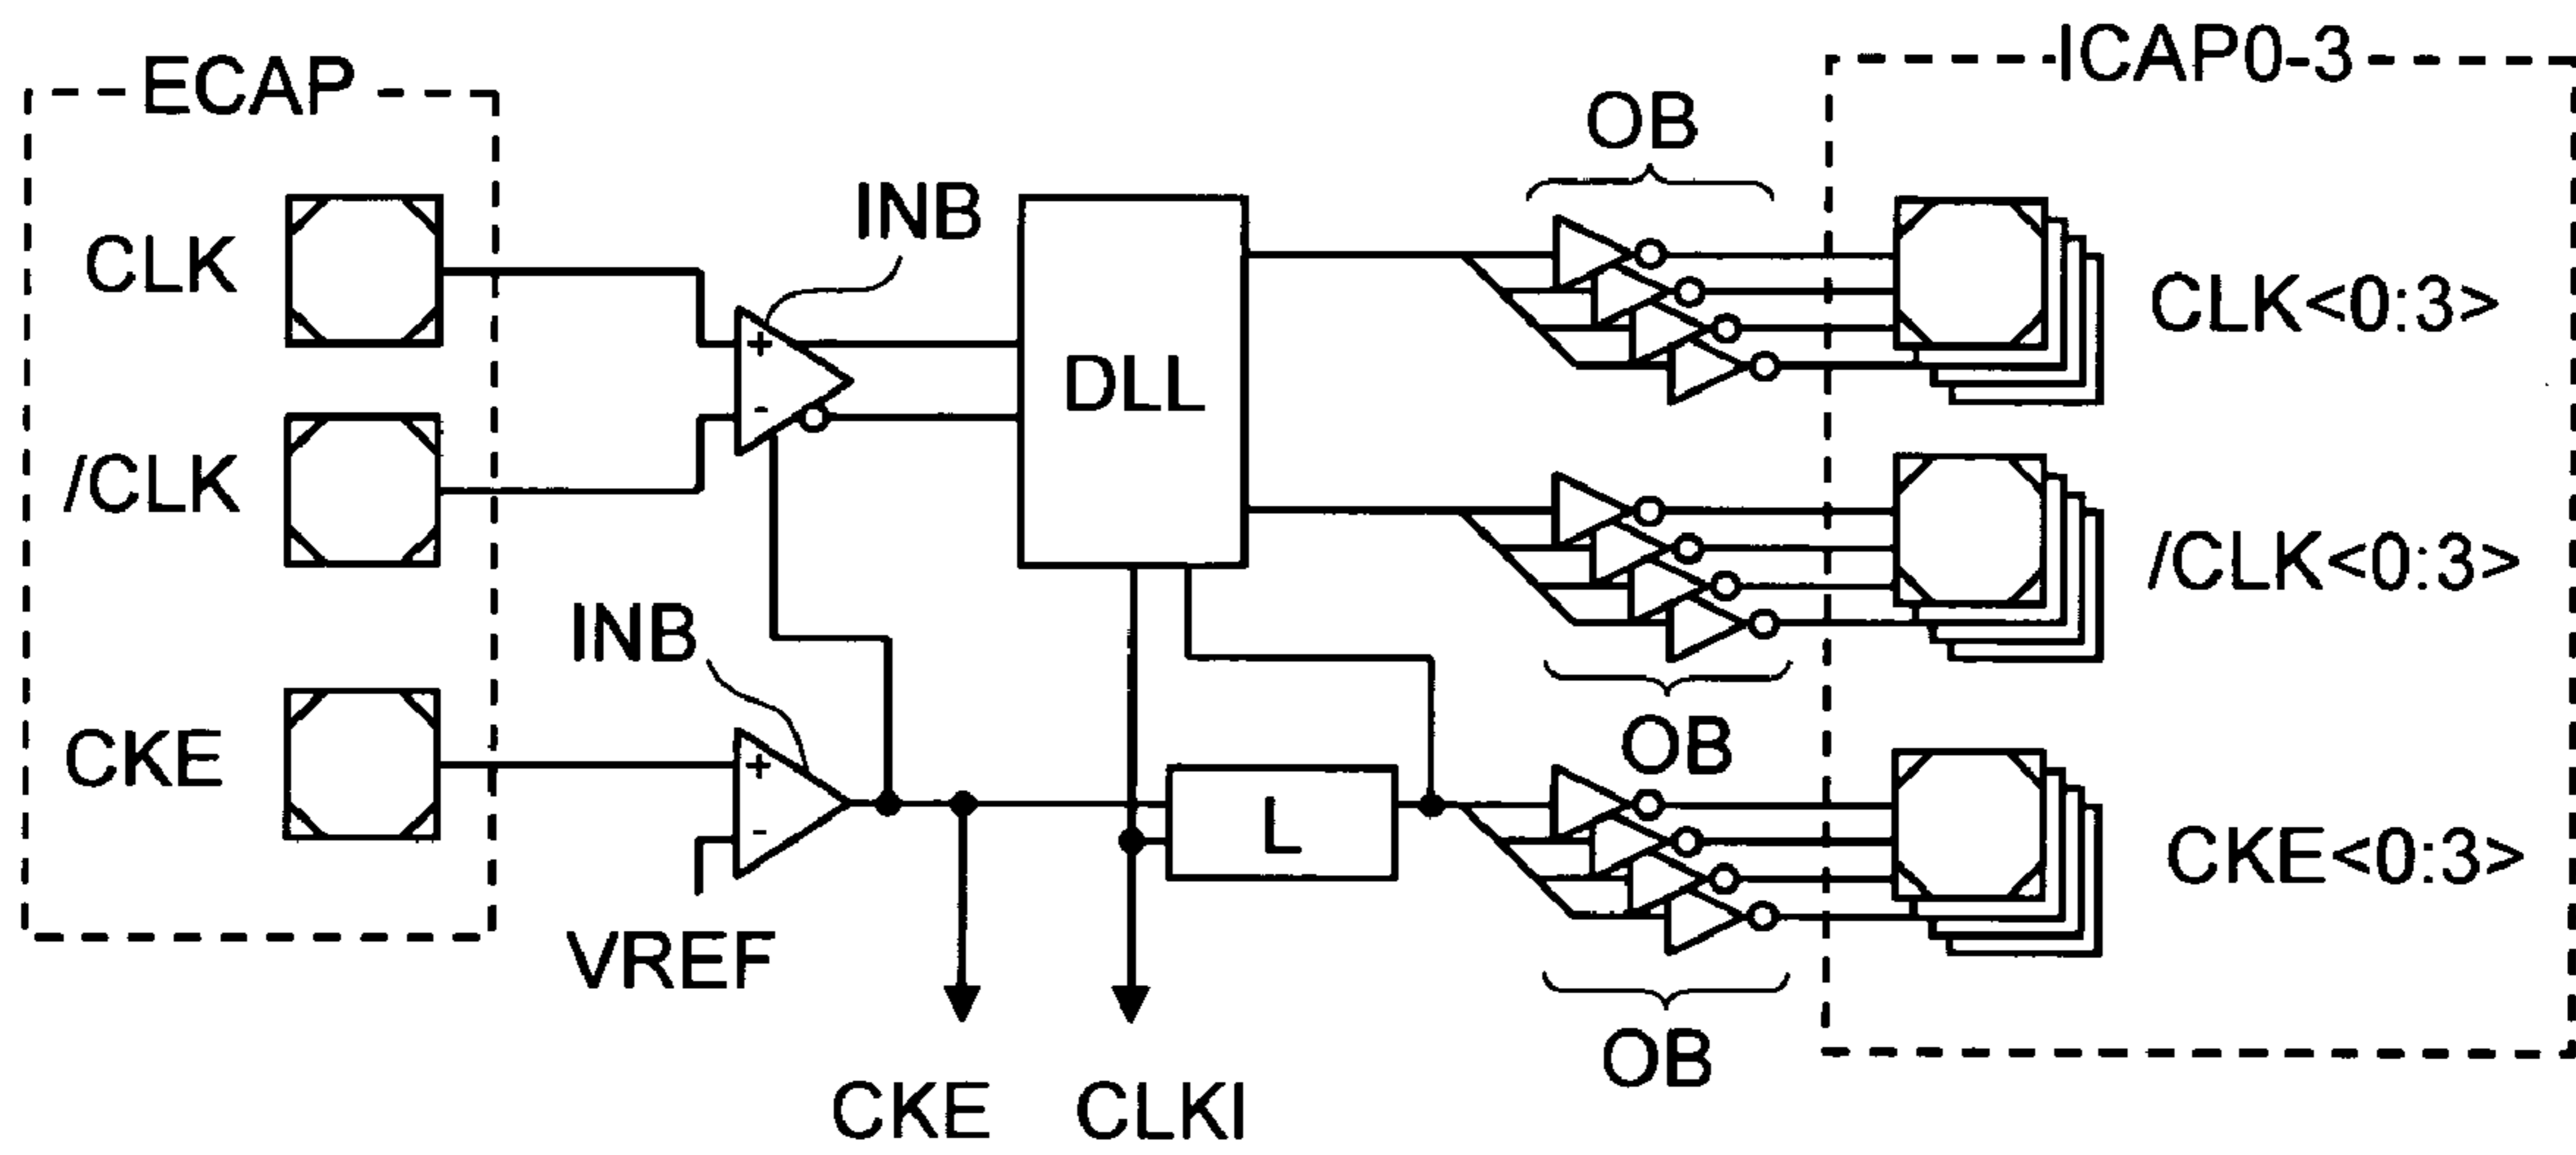 ECAP
ICAP0-3
OB
CLK
INB
+
-
DLL
CLK<0:3>
/CLK
/CLK<0:3>
INB
OB
CKE
+
-
L
CKE<0:3>
VREF
OB
CKE
CLKI